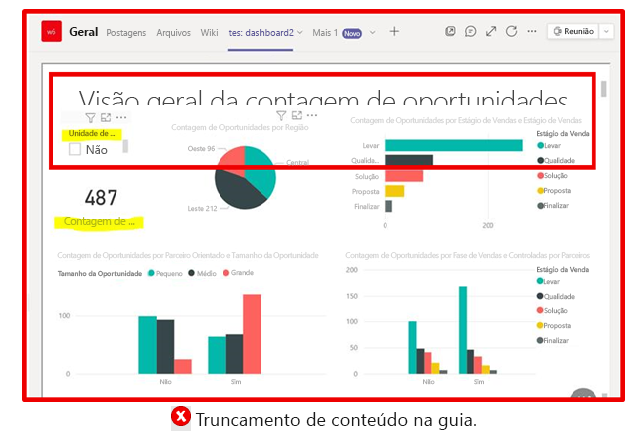 w6 Geral Postagens Arquivos Wiki tes: dashboard2 Mais 1 Novo Reunião
Visão geral da contagem de oportunidades
Unidade de ...
Não
487
Contagem de ...
Contagem de Oportunidades por Região
Oeste 96
Central
Leste 212
Contagem de Oportunidades por Estágio de Vendas e Estágio de Vendas
Levar
Qualida...
Solução
Proposta
Finalizar
0 200
Estágio da Venda
Levar
Qualidade
Solução
Proposta
Finalizar
Contagem de Oportunidades por Parceiro Orientado e Tamanho da Oportunidade
Tamanho da Oportunidade Pequeno Médio Grande
100
0
Não Sim
Contagem de Oportunidades por Fase de Vendas e Controladas por Parceiros
200
150
100
50
0
Não Sim
Estágio da Venda
Levar
Qualidade
Solução
Proposta
Finalizar
Truncamento de conteúdo na guia.